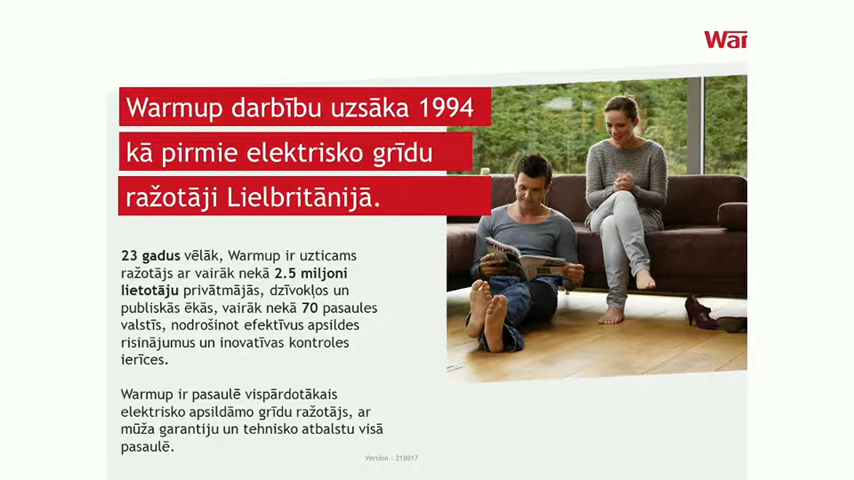 Warmup darbību uzsāka 1994
kā pirmie elektrisko grīdu
ražotāji Lielbritānijā.
23 gadus vēlāk, Warmup ir uzticams
ražotājs ar vairāk nekā 2.5 miljoni
lietotāju privātmājās, dzīvokļos un
publiskās ēkās, vairāk nekā 70 pasaules
valstīs, nodrošinot efektīvus apsildes
risinājumus un inovatīvas kontroles
ierīces.
Warmup ir pasaulē vispārdotākais
elektrisko apsildāmo grīdu ražotājs, ar
mūža garantiju un tehnisko atbalstu visā
pasaulē.
Version : 210817